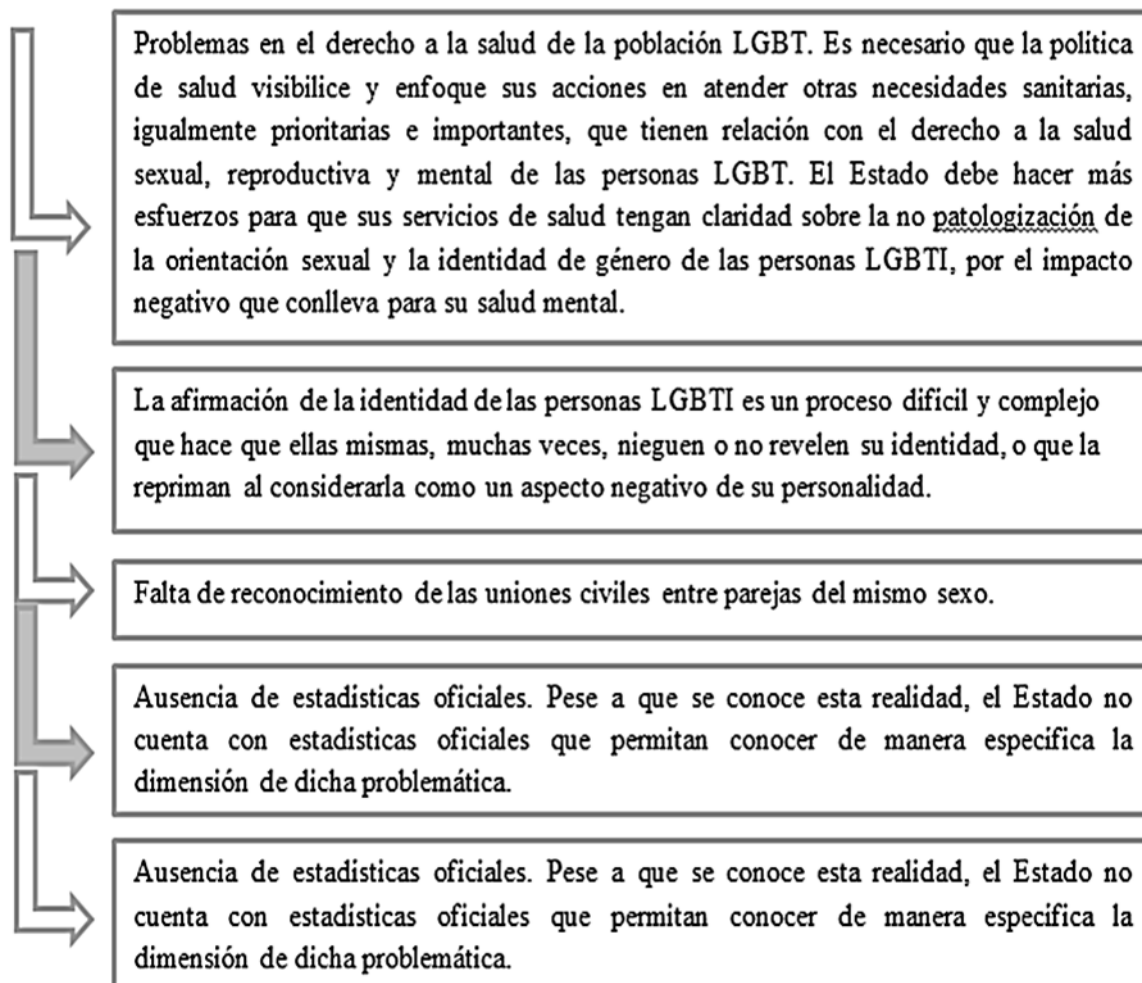 Problemas en el derecho a la salud de la población LGBT. Es necesario que la política
de salud visibilice y enfoque sus acciones en atender otras necesidades sanitarias,
igualmente prioritarias e importantes, que tienen relación con el derecho a la salud
sexual, reproductiva y mental de las personas LGBT. El Estado debe hacer más
esfuerzos para que sus servicios de salud tengan claridad sobre la no patologización de
la orientación sexual y la identidad de género de las personas LGBTI, por el impacto
negativo que conlleva para su salud mental.
La afirmación de la identidad de las personas LGBTI es un proceso difícil y complejo
que hace que ellas mismas, muchas veces, nieguen o no revelen su identidad, o que la
repriman al considerarla como un aspecto negativo de su personalidad.
Falta de reconocimiento de las uniones civiles entre parejas del mismo sexo.
Ausencia de estadísticas oficiales. Pese a que se conoce esta realidad, el Estado no
cuenta con estadísticas oficiales que permitan conocer de manera específica la
dimensión de dicha problemática.
Ausencia de estadísticas oficiales. Pese a que se conoce esta realidad, el Estado no
cuenta con estadísticas oficiales que permitan conocer de manera específica la
dimensión de dicha problemática.